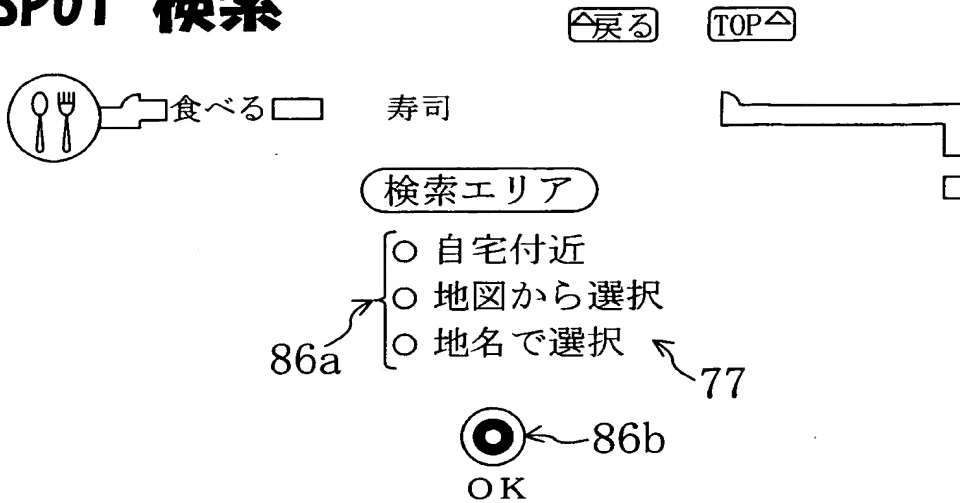 SPOT 検索
戻る TOP
食べる 寿司
検索エリア
自宅付近
地図から選択
地名で選択
86a
77
86b
OK